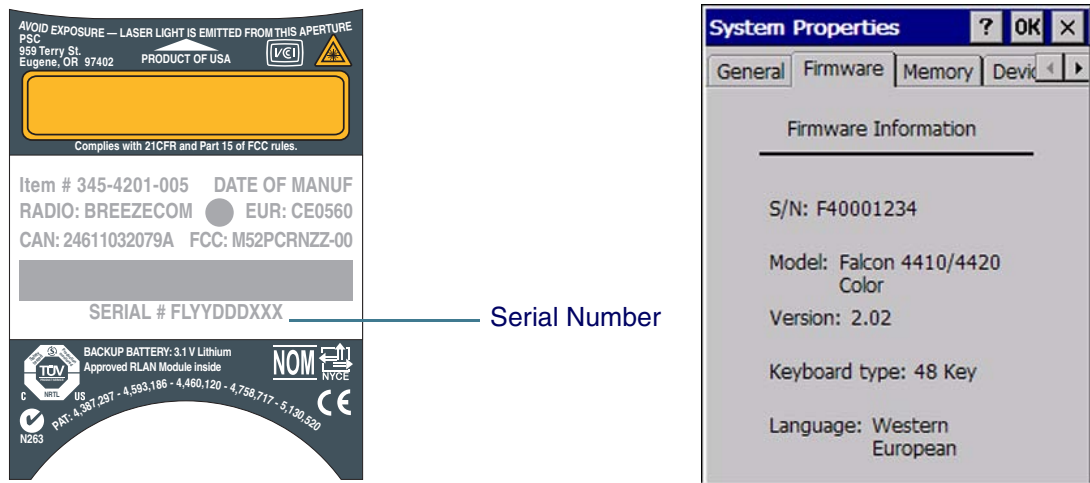 AVOID EXPOSURE — LASER LIGHT IS EMITTED FROM THIS APERTURE
PSC
959 Terry St.
Eugene, OR 97402
PRODUCT OF USA
VCI
Complies with 21CFR and Part 15 of FCC rules.
Item # 345-4201-005 DATE OF MANUF
RADIO: BREEZECOM EUR: CE0560
CAN: 24611032079A FCC: M52PCRNZZ-00
SERIAL # FLYYDDDXXX
Serial Number
BACKUP BATTERY: 3.1 V Lithium
Approved RLAN Module inside
TÜV
NRTL
C US
NOM
NYCE
CE
N263
PAT: 4,387,297 - 4,593,186 - 4,460,120 - 4,758,717 - 5,130,520
System Properties ? OK ×
General Firmware Memory Devic
Firmware Information
S/N: F40001234
Model: Falcon 4410/4420
Color
Version: 2.02
Keyboard type: 48 Key
Language: Western
European